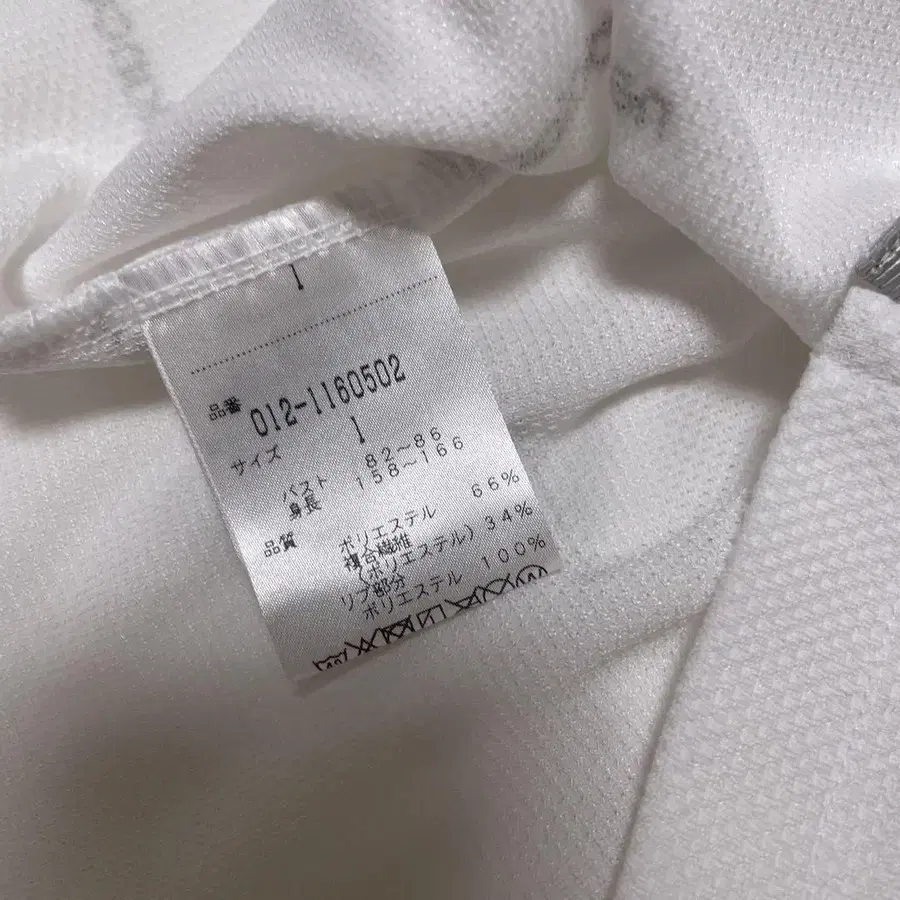 1
品番 012-1160502
サイズ 1
バスト 82~86
身長 158~166
品質 ポリエステル 66%
複合繊維
(ポリエステル) 34%
リブ部分
ポリエステル 100%